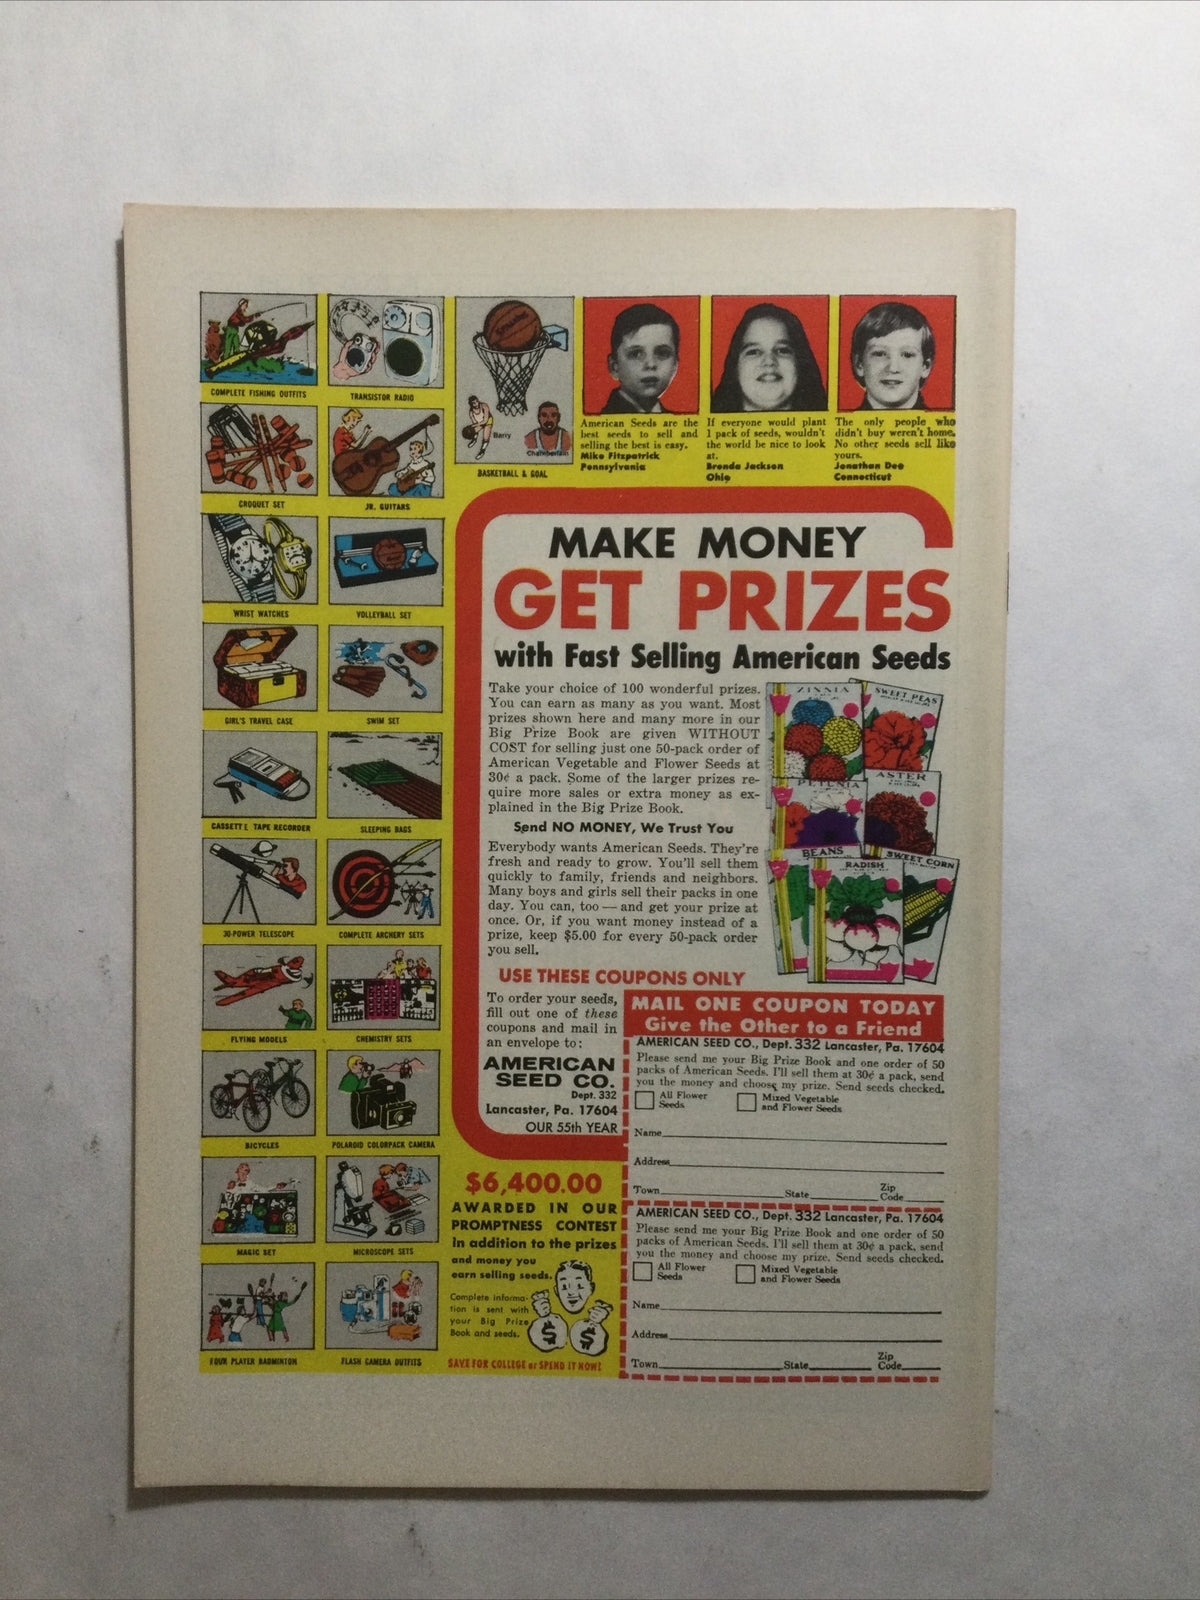 COMPLETE FISHING OUTFITS
TRANSISTOR RADIO
CROQUET SET
JR. GUITARS
WRIST WATCHES
VOLLEYBALL SET
GIRL'S TRAVEL CASE
SWIM SET
CASSETTE TAPE RECORDER
SLEEPING BAGS
30-POWER TELESCOPE
COMPLETE ARCHERY SETS
FLYING MODELS
CHEMISTRY SETS
BICYCLES
POLAROID COLORPACK CAMERA
MAGIC SET
MICROSCOPE SETS
FOUR PLAYER BADMINTON
FLASH CAMERA OUTFITS
Spalding
Barry
Chamberlain
BASKETBALL & GOAL
American Seeds are the
best seeds to sell and
selling the best is easy.
Mike Fitzpatrick
Pennsylvania
If everyone would plant
1 pack of seeds, wouldn't
the world be nice to look
at.
Brenda Jackson
Ohio
The only people who
didn't buy weren't home.
No other seeds sell like
yours.
Jonathan Dee
Connecticut
MAKE MONEY
GET PRIZES
with Fast Selling American Seeds
Take your choice of 100 wonderful prizes.
You can earn as many as you want. Most
prizes shown here and many more in our
Big Prize Book are given WITHOUT
COST for selling just one 50-pack order of
American Vegetable and Flower Seeds at
30¢ a pack. Some of the larger prizes re-
quire more sales or extra money as ex-
plained in the Big Prize Book.
Send NO MONEY, We Trust You
Everybody wants American Seeds. They're
fresh and ready to grow. You'll sell them
quickly to family, friends and neighbors.
Many boys and girls sell their packs in one
day. You can, too — and get your prize at
once. Or, if you want money instead of a
prize, keep $5.00 for every 50-pack order
you sell.
ZINNIA
SWEET PEAS
PETUNIA
ASTER
BEANS
RADISH
SWEET CORN
USE THESE COUPONS ONLY
To order your seeds,
fill out one of these
coupons and mail in
an envelope to:
AMERICAN
SEED CO.
Dept. 332
Lancaster, Pa. 17604
OUR 55th YEAR
$6,400.00
AWARDED IN OUR
PROMPTNESS CONTEST
in addition to the prizes
and money you
earn selling seeds.
Complete informa-
tion is sent with
your Big Prize
Book and seeds.
$ $
SAVE FOR COLLEGE or SPEND IT NOW!
MAIL ONE COUPON TODAY
Give the Other to a Friend
AMERICAN SEED CO., Dept. 332 Lancaster, Pa. 17604
Please send me your Big Prize Book and one order of 50
packs of American Seeds. I'll sell them at 30¢ a pack, send
you the money and choose my prize. Send seeds checked.
All Flower
Seeds
Mixed Vegetable
and Flower Seeds
Name
Address
Town State Zip
Code
AMERICAN SEED CO., Dept. 332 Lancaster, Pa. 17604
Please send me your Big Prize Book and one order of 50
packs of American Seeds. I'll sell them at 30¢ a pack, send
you the money and choose my prize. Send seeds checked.
All Flower
Seeds
Mixed Vegetable
and Flower Seeds
Name
Address
Town State Zip
Code